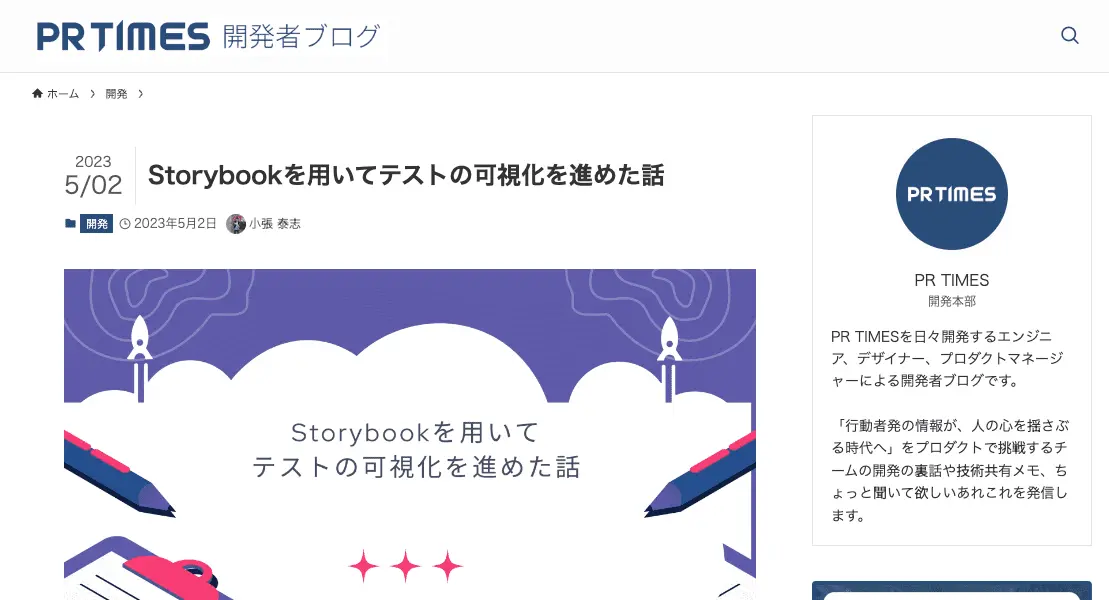 PR TIMES 開発者ブログ
ホーム
開発
2023
5/02
Storybookを用いてテストの可視化を進めた話
開発
2023年5月2日
小張 泰志
Storybookを用いて
テストの可視化を進めた話
PR TIMES
PR TIMES
開発本部
PR TIMESを日々開発するエンジニ
ア、デザイナー、プロダクトマネージ
ャーによる開発者ブログです。
「行動者発の情報が、人の心を揺さぶ
る時代へ」をプロダクトで挑戦するチ
ームの開発の裏話や技術共有メモ、ち
ょっと聞いて欲しいあれこれを発信し
ます。